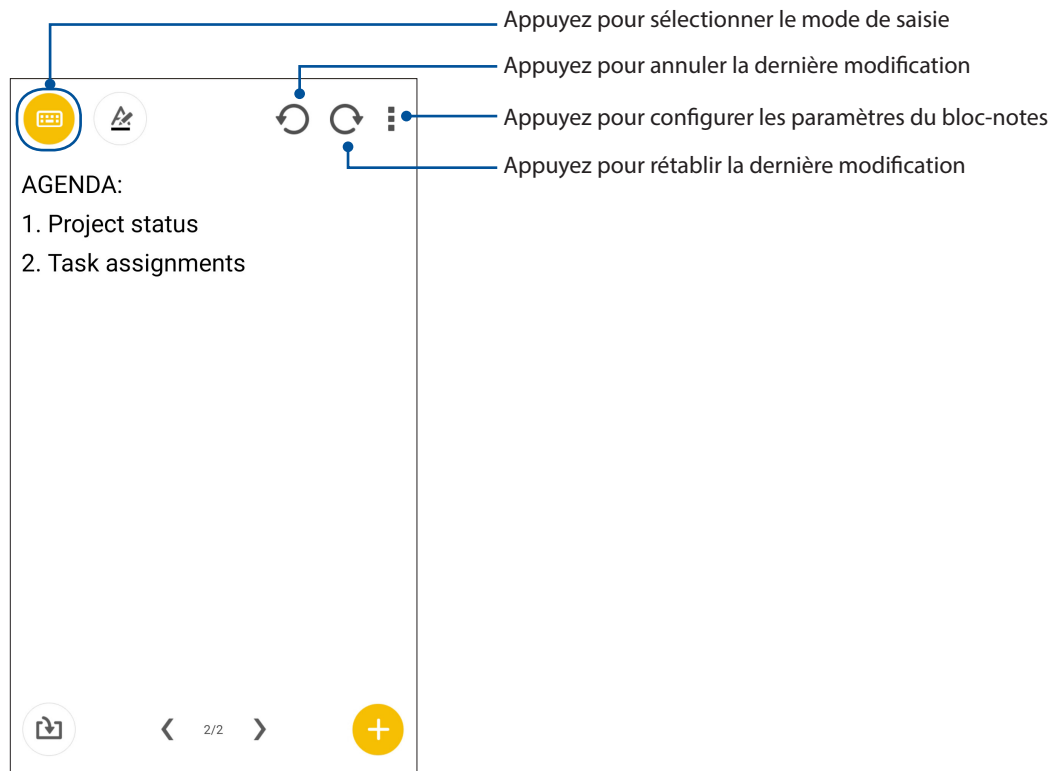 Appuyez pour sélectionner le mode de saisie
Appuyez pour annuler la dernière modification
Appuyez pour configurer les paramètres du bloc-notes
Appuyez pour rétablir la dernière modification
AGENDA:
1. Project status
2. Task assignments
2/2